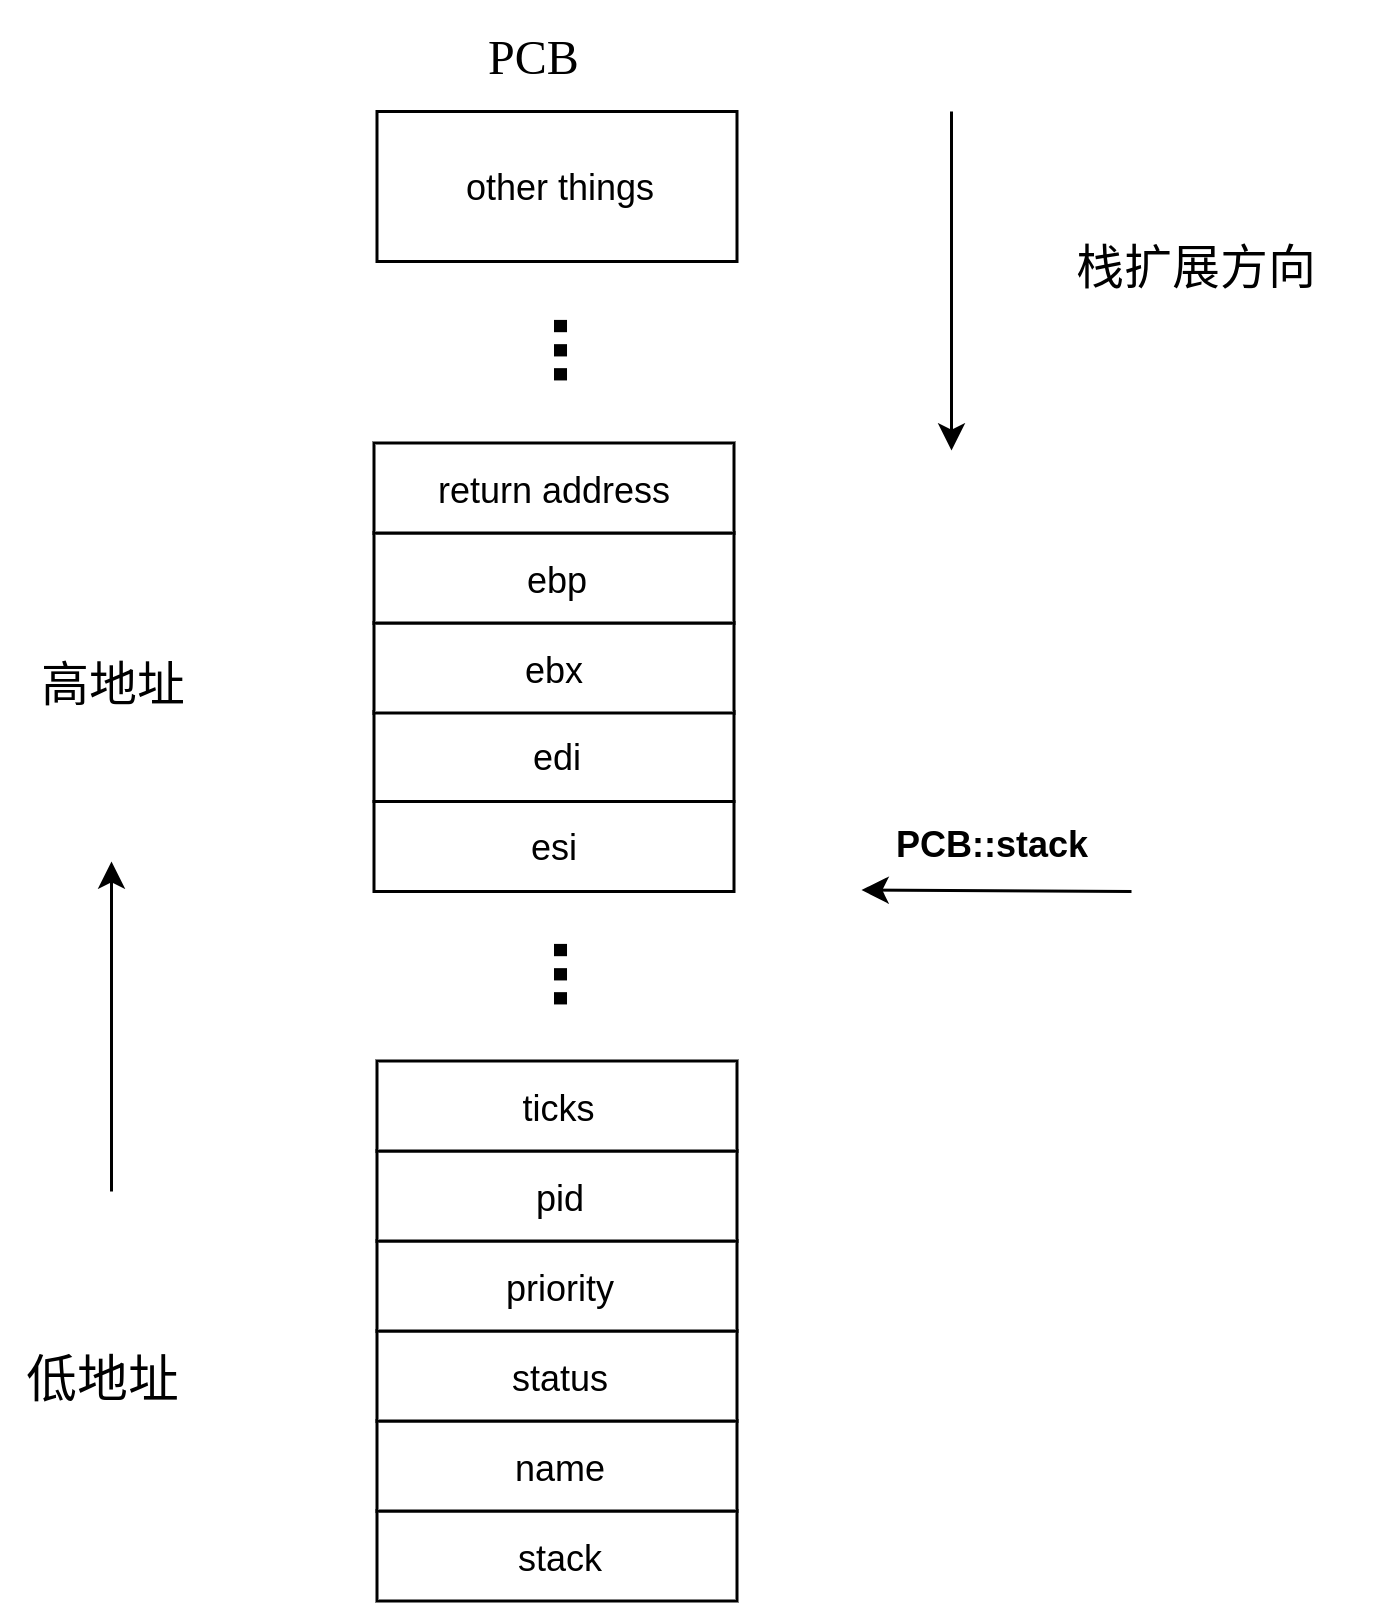 PCB
other things
栈扩展方向
return address
ebp
ebx
高地址
edi
esi
PCB::stack
ticks
pid
priority
status
低地址
name
stack